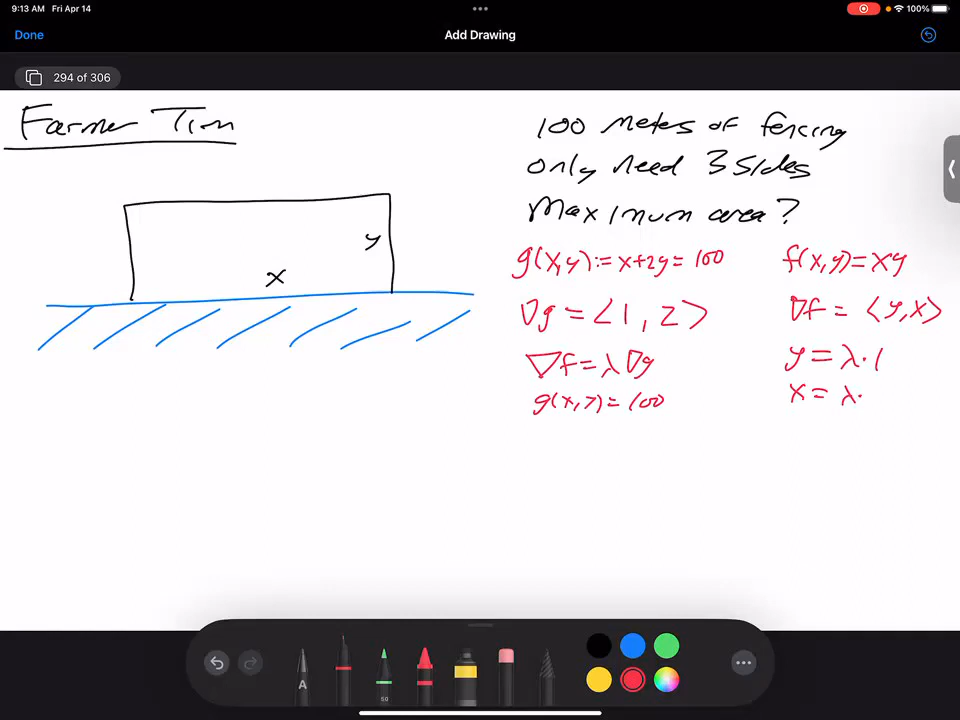 9:13 AM Fri Apr 14
100%
Done
Add Drawing
294 of 306
Farmer Tim
100 meters of fencing
only need 3 sides
Maximum area?
y
x
g(x,y):=x+2y=100
f(x,y)=xy
∇g=⟨1,2⟩
∇f=⟨y,x⟩
∇f=λ∇g
y=λ·1
g(x,y)=100
x=λ·
A
50